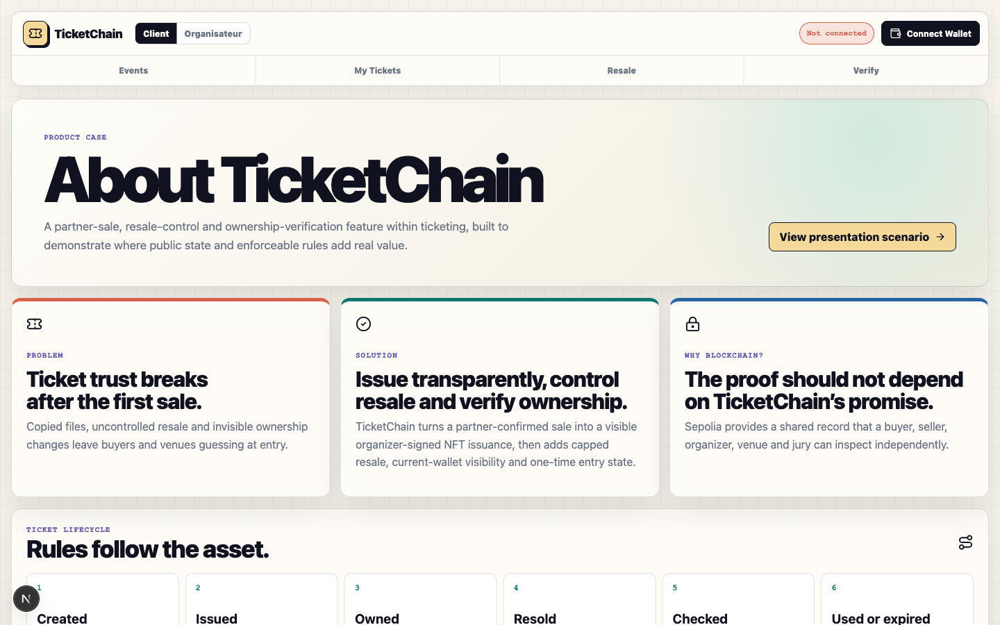 TicketChain
Client
Organisateur
Not connected
Connect Wallet
Events
My Tickets
Resale
Verify
PRODUCT CASE
About TicketChain
A partner-sale, resale-control and ownership-verification feature within ticketing, built to
demonstrate where public state and enforceable rules add real value.
View presentation scenario →
PROBLEM
Ticket trust breaks
after the first sale.
Copied files, uncontrolled resale and invisible ownership
changes leave buyers and venues guessing at entry.
SOLUTION
Issue transparently, control
resale and verify ownership.
TicketChain turns a partner-confirmed sale into a visible
organizer-signed NFT issuance, then adds capped
resale, current-wallet visibility and one-time entry state.
WHY BLOCKCHAIN?
The proof should not depend
on TicketChain's promise.
Sepolia provides a shared record that a buyer, seller,
organizer, venue and jury can inspect independently.
TICKET LIFECYCLE
Rules follow the asset.
1
Created
2
Issued
3
Owned
4
Resold
5
Checked
6
Used or expired
N